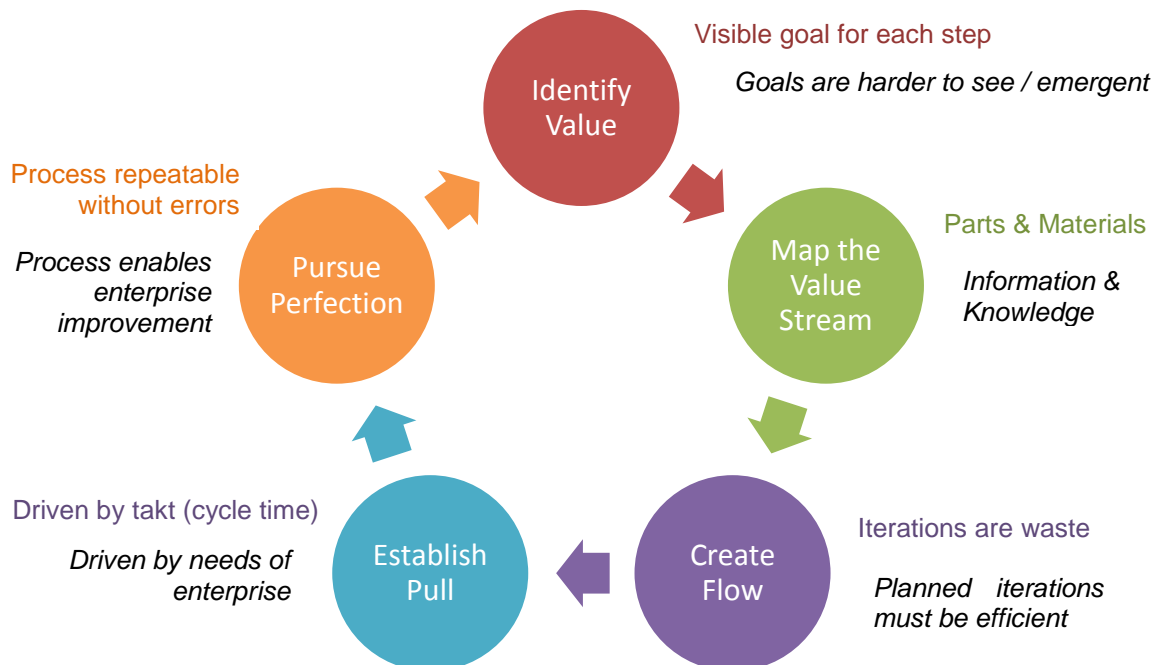 Identify
Value
Visible goal for each step
Goals are harder to see / emergent
Map the
Value
Stream
Parts & Materials
Information &
Knowledge
Create
Flow
Iterations are waste
Planned iterations
must be efficient
Establish
Pull
Driven by takt (cycle time)
Driven by needs of
enterprise
Pursue
Perfection
Process repeatable
without errors
Process enables
enterprise
improvement